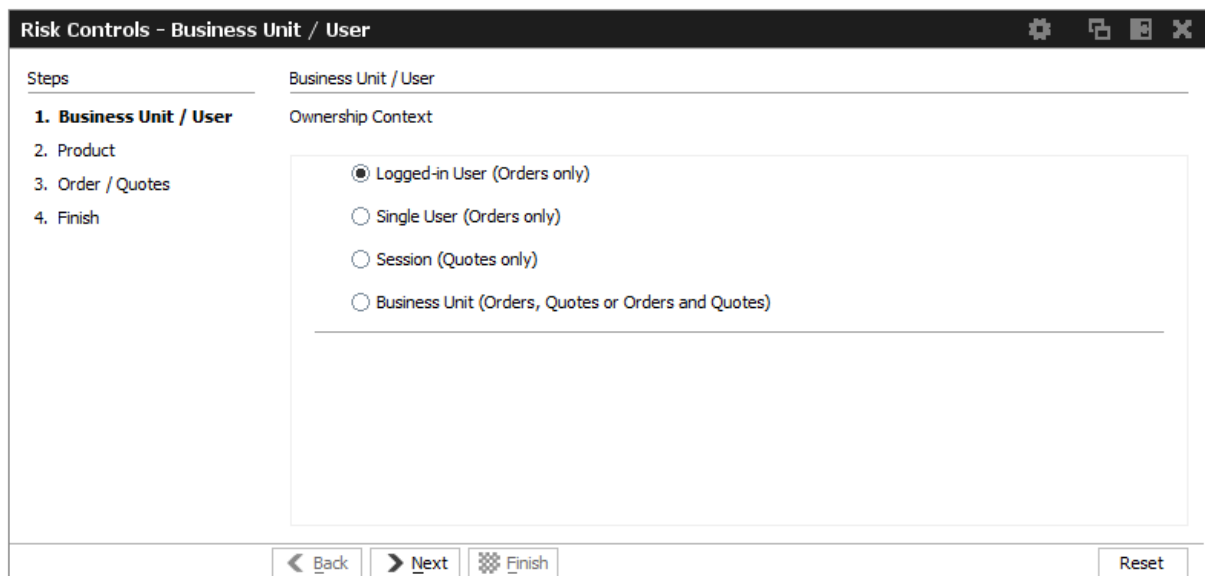 Risk Controls - Business Unit / User
Steps
1. Business Unit / User
2. Product
3. Order / Quotes
4. Finish
Business Unit / User
Ownership Context
Logged-in User (Orders only)
Single User (Orders only)
Session (Quotes only)
Business Unit (Orders, Quotes or Orders and Quotes)
Back Next Finish Reset